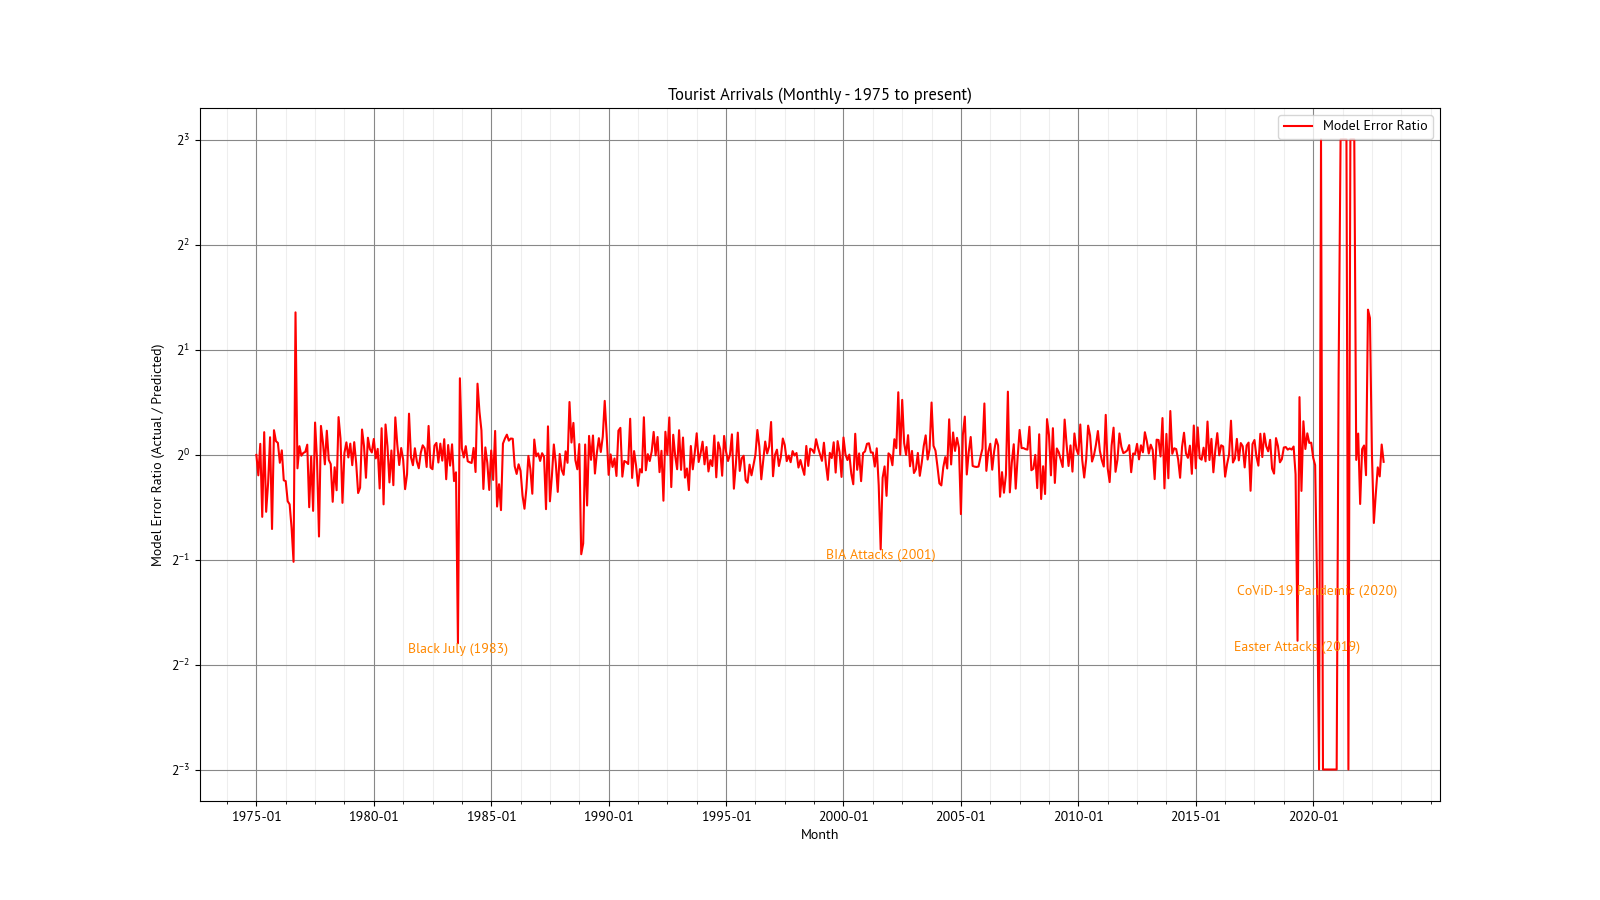 Tourist Arrivals (Monthly - 1975 to present)
Model Error Ratio
Model Error Ratio (Actual / Predicted)
2³
2²
2¹
2⁰
2⁻¹
2⁻²
2⁻³
BIA Attacks (2001)
CoViD-19 Pandemic (2020)
Black July (1983)
Easter Attacks (2019)
1975-01
1980-01
1985-01
1990-01
1995-01
2000-01
2005-01
2010-01
2015-01
2020-01
Month